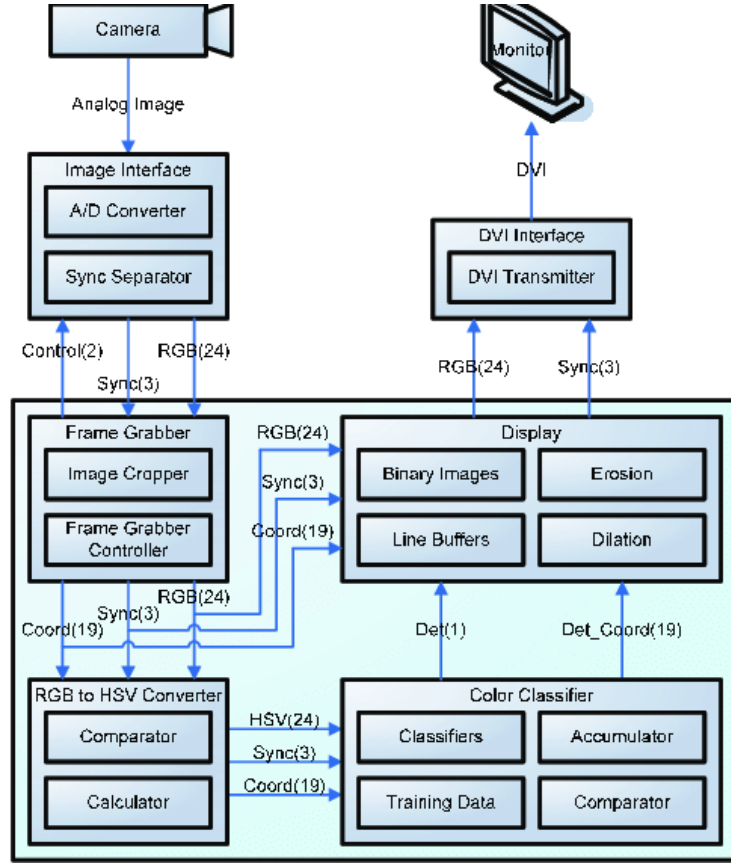 Camera
Monitor
Analog Image
Image Interface
A/D Converter
Sync Separator
DVI
DVI Interface
DVI Transmitter
Control(2)
Sync(3)
RGB(24)
RGB(24)
Sync(3)
Frame Grabber
Image Cropper
Frame Grabber
Controller
RGB(24)
Sync(3)
Coord(19)
Display
Binary Images
Erosion
Line Buffers
Dilation
Coord(19)
Sync(3)
RGB(24)
Det(1)
Det_Coord(19)
RGB to HSV Converter
Comparator
Calculator
HSV(24)
Sync(3)
Coord(19)
Color Classifier
Classifiers
Accumulator
Training Data
Comparator